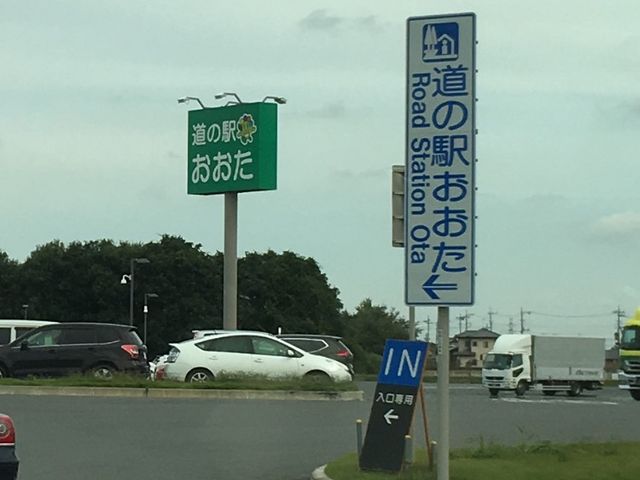 道の駅
おおた
道の駅おおた
Road Station Ota
IN
入口専用